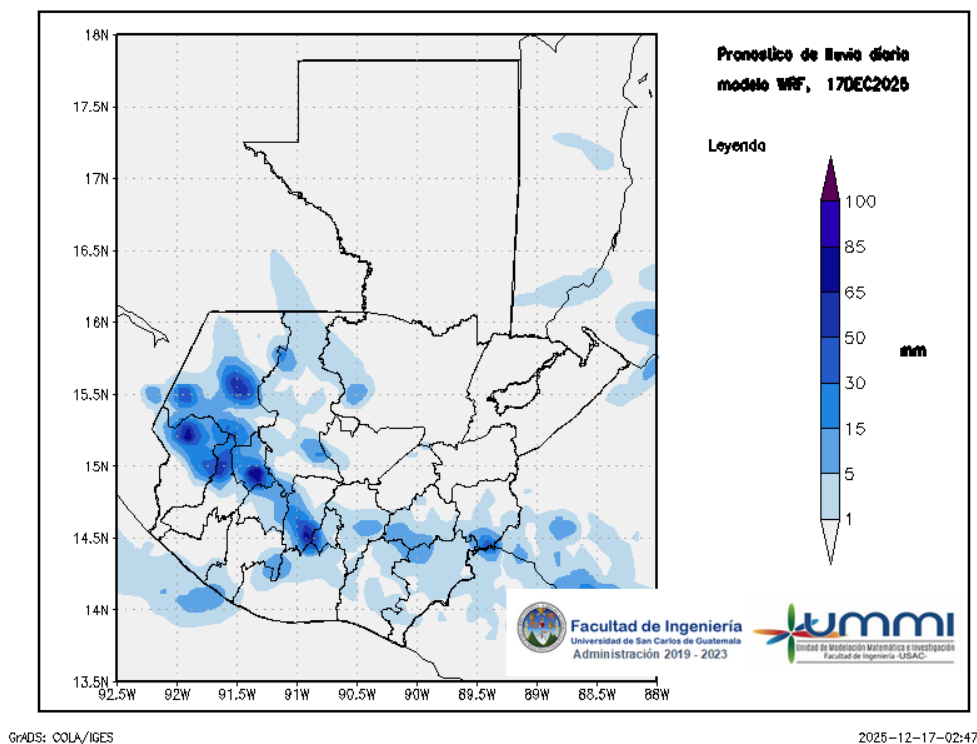 Pronostico de lluvia diaria
modelo WRF, 17DEC2025
Leyenda
100
85
65
50
30
15
5
1
mm
18N
17.5N
17N
16.5N
16N
15.5N
15N
14.5N
14N
13.5N
92.5W 92W 91.5W 91W 90.5W 90W 89.5W 89W 88.5W 88W
Facultad de Ingeniería
Universidad de San Carlos de Guatemala
Administración 2019 - 2023
UMMI
Unidad de Modelación Matemática e Investigación
Facultad de Ingeniería -USAC-
GrADS: COLA/IGES
2025-12-17-02:47